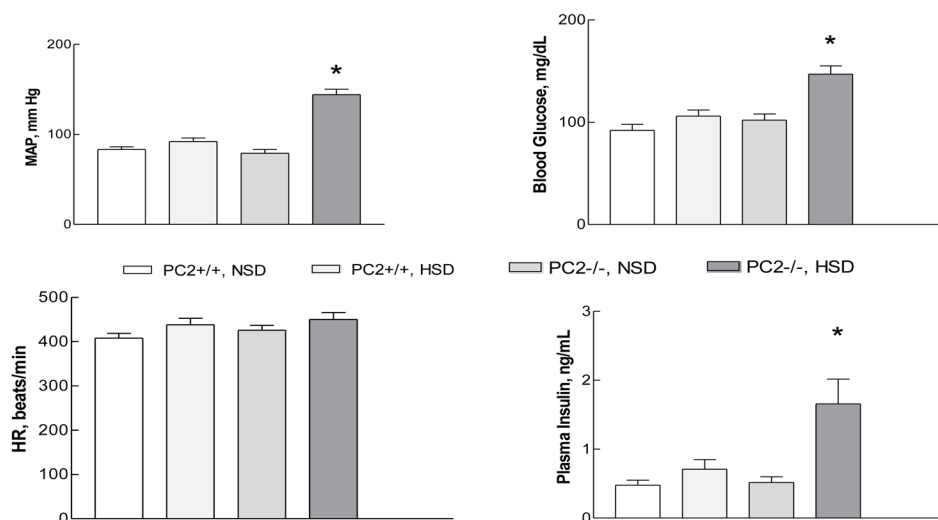 200
*
MAP, mm Hg
100
0
200
*
Blood Glucose, mg/dL
100
0
PC2+/+, NSD
PC2+/+, HSD
PC2-/-, NSD
PC2-/-, HSD
500
400
HR, beats/min
300
200
100
0
3
*
Plasma Insulin, ng/mL
2
1
0